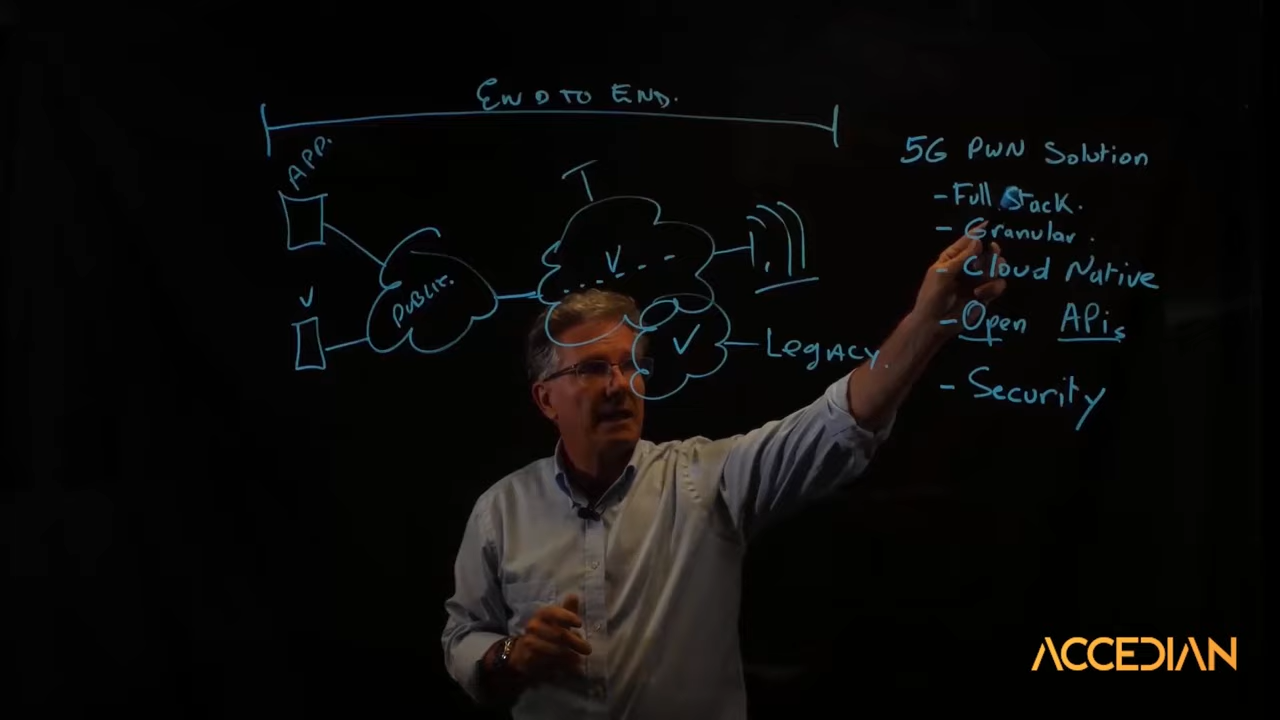 END TO END.
APP.
T
5G PWN Solution
- Full Stack.
- Granular.
- Cloud Native
- Open APis
- Security
V
PUBLIC.
V
V
LEGACY.
ACCEDIAN